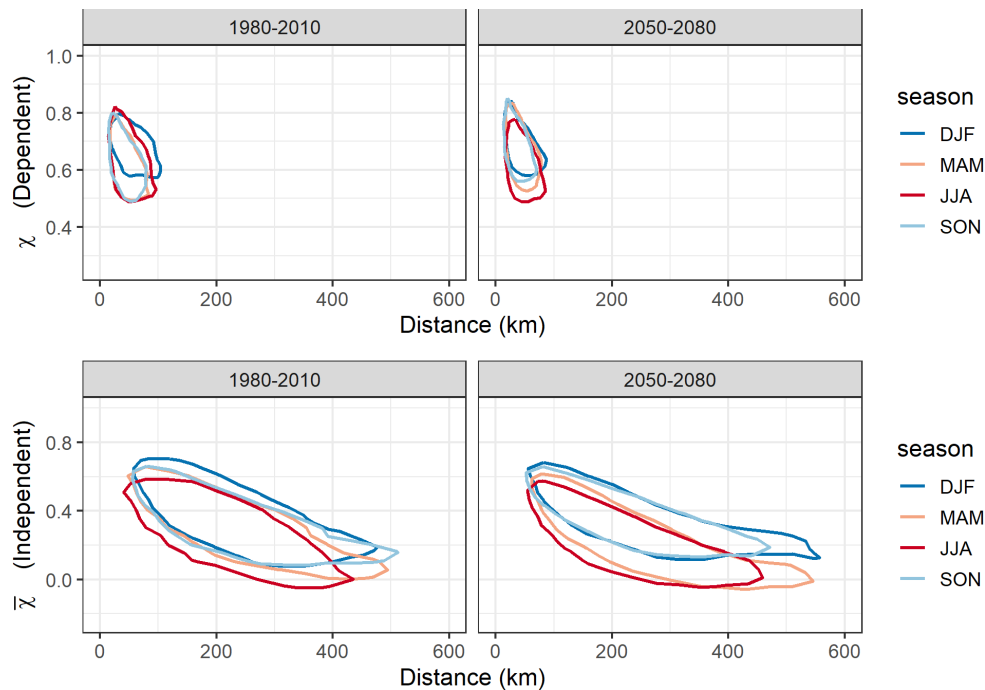 1980-2010
2050-2080
χ (Dependent)
1.0
0.8
0.6
0.4
0
200
400
600
0
200
400
600
Distance (km)
season
DJF
MAM
JJA
SON
1980-2010
2050-2080
χ̅ (Independent)
0.8
0.4
0.0
0
200
400
600
0
200
400
600
Distance (km)
season
DJF
MAM
JJA
SON